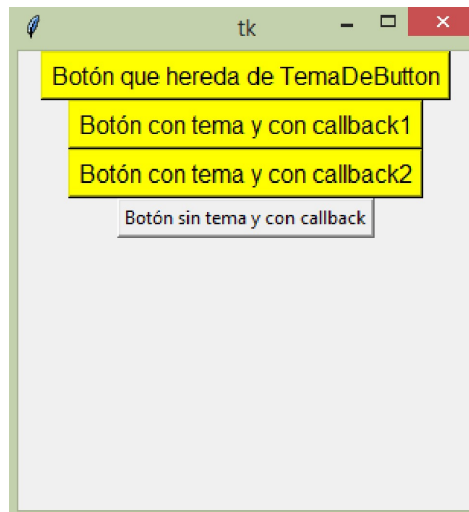 tk
Botón que hereda de TemaDeButton
Botón con tema y con callback1
Botón con tema y con callback2
Botón sin tema y con callback